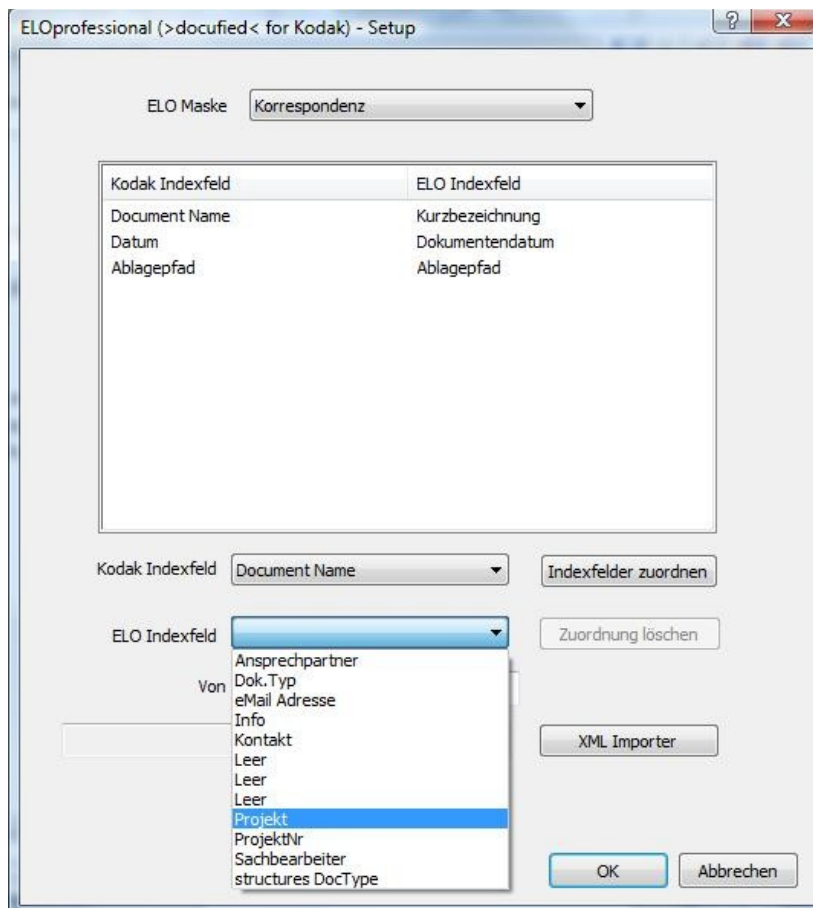 ELOprofessional (>docufied< for Kodak) - Setup
ELO Maske Korrespondenz
Kodak Indexfeld ELO Indexfeld
Document Name Kurzbezeichnung
Datum Dokumentendatum
Ablagepfad Ablagepfad
Kodak Indexfeld Document Name Indexfelder zuordnen
ELO Indexfeld Zuordnung löschen
Ansprechpartner
Von Dok.Typ
eMail Adresse
Info
Kontakt XML Importer
Leer
Leer
Leer
Projekt
ProjektNr
Sachbearbeiter
structures DocType
OK Abbrechen